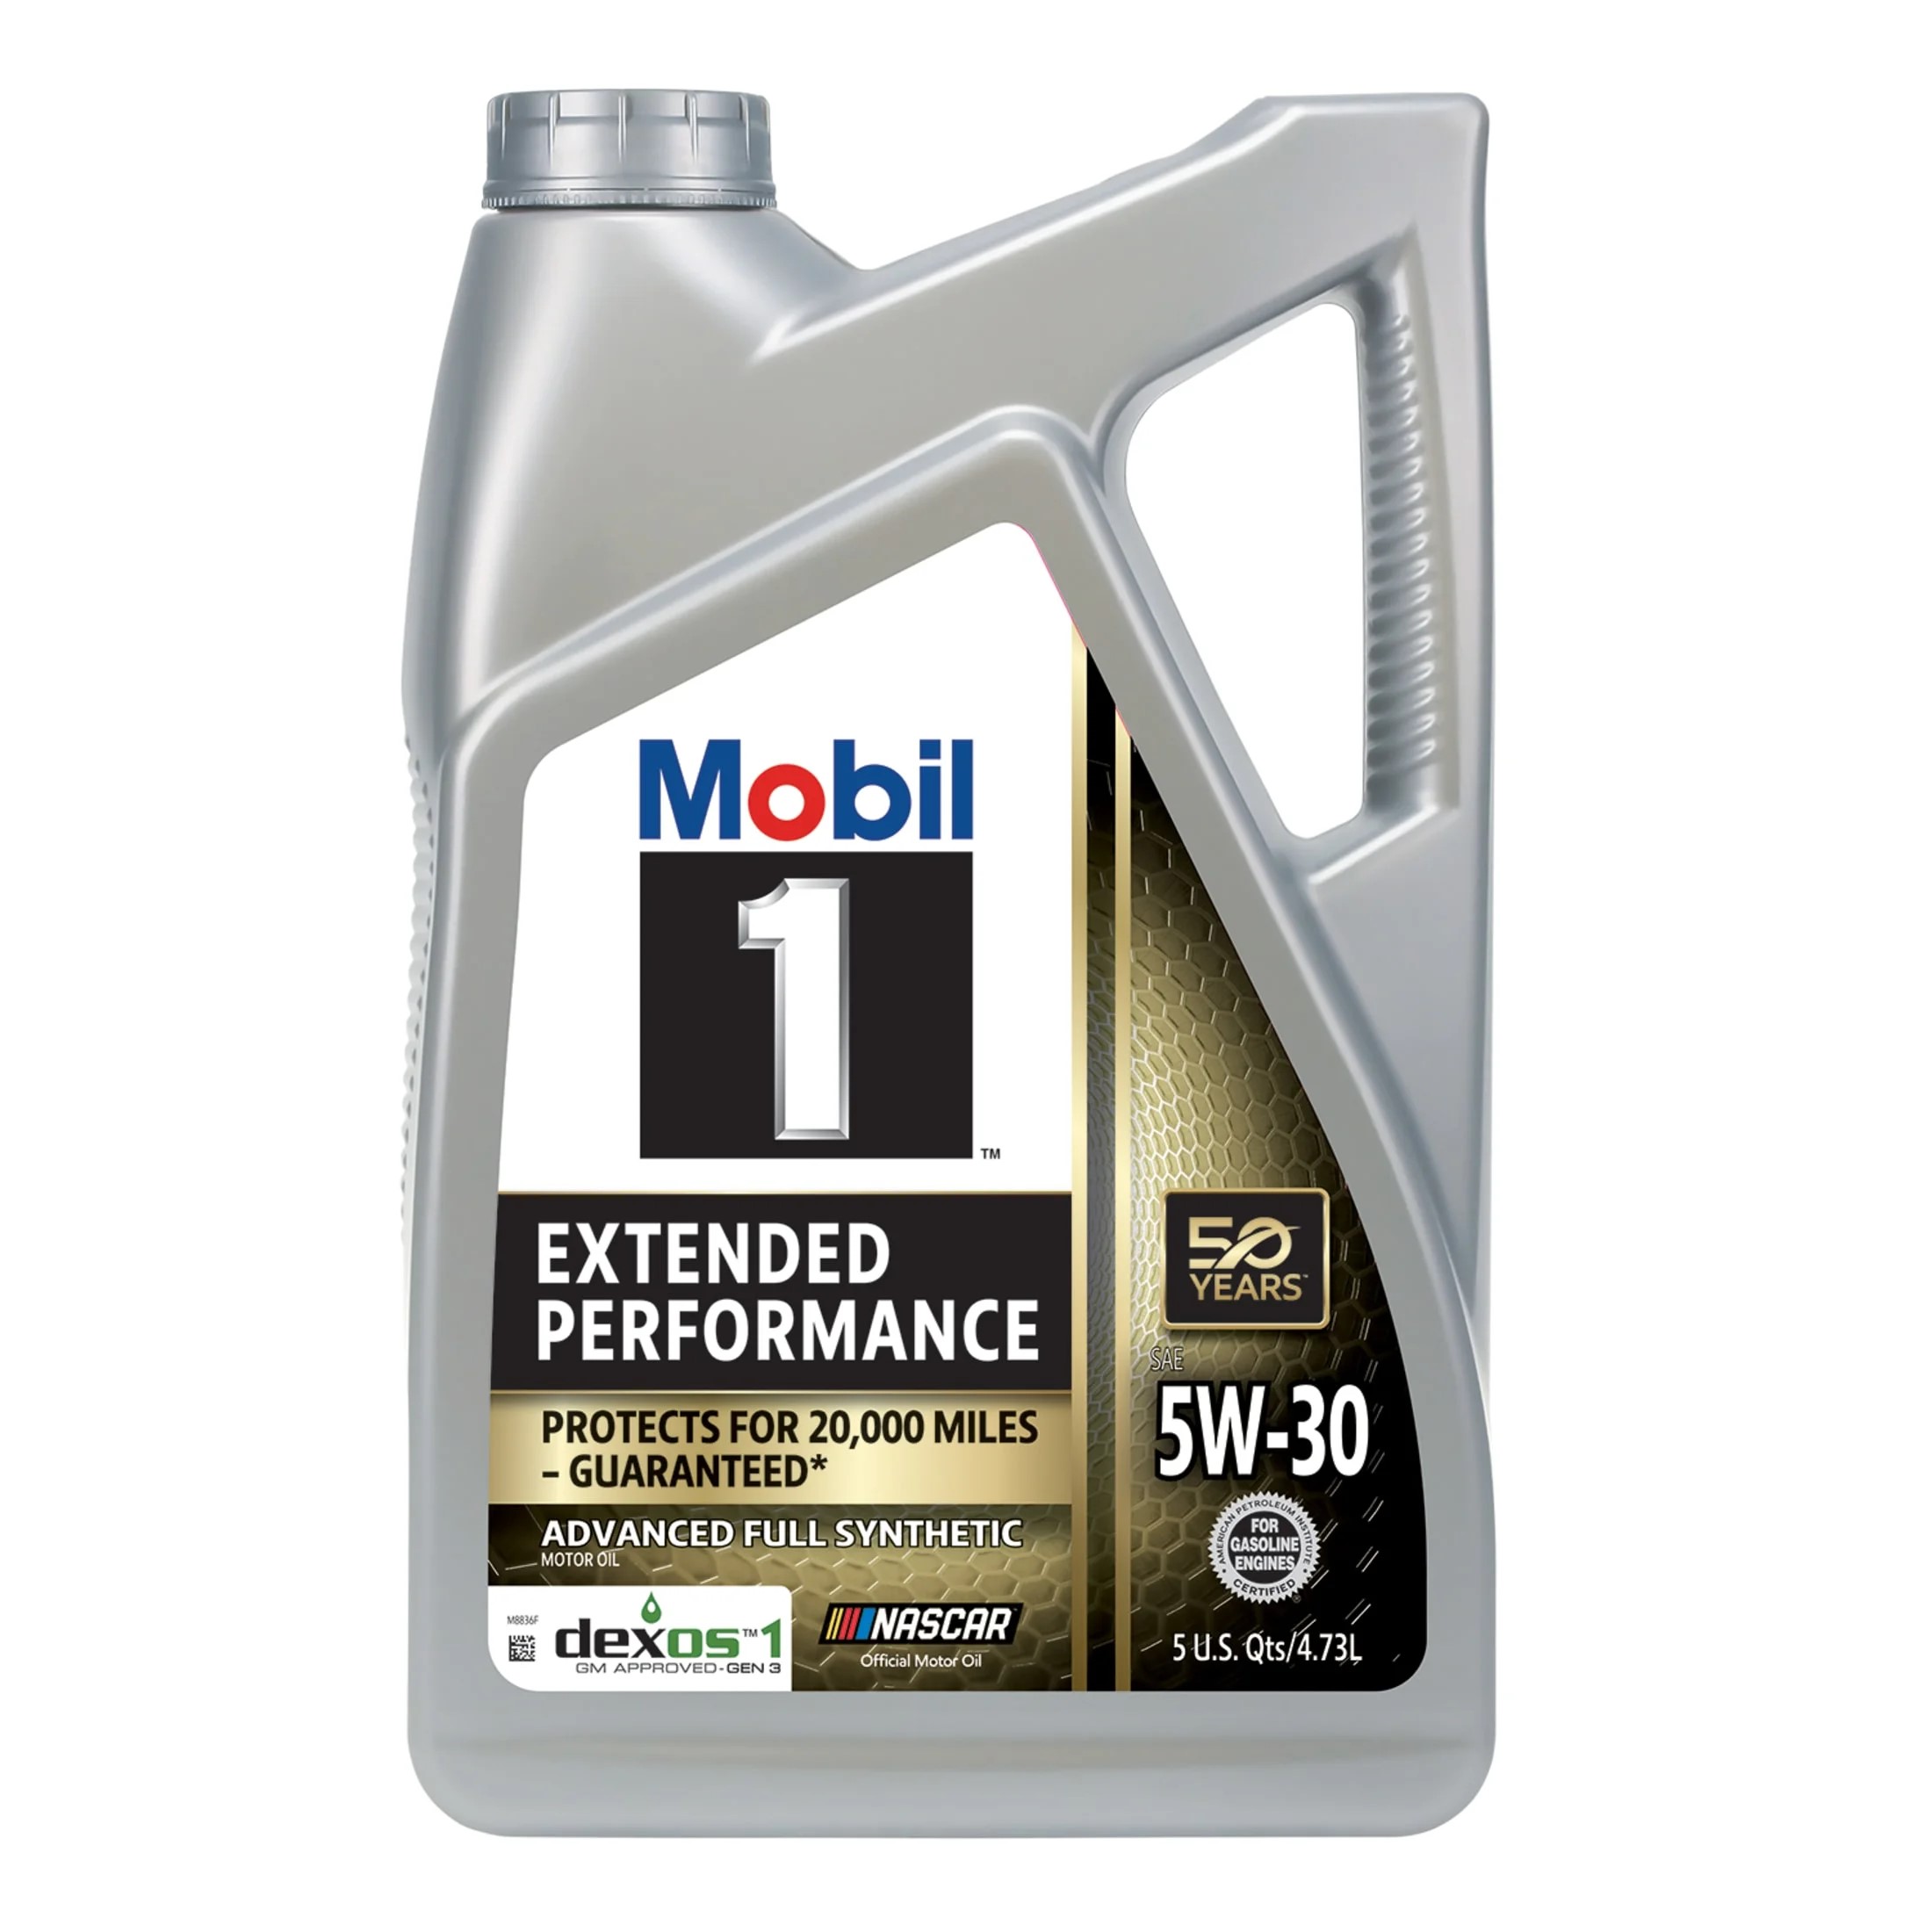 Mobil
1
™
EXTENDED
PERFORMANCE
PROTECTS FOR 20,000 MILES
– GUARANTEED*
ADVANCED FULL SYNTHETIC
MOTOR OIL
M8836F
dexos™1
GM APPROVED-GEN 3
NASCAR
Official Motor Oil
50
YEARS™
SAE
5W-30
AMERICAN PETROLEUM INSTITUTE
FOR
GASOLINE
ENGINES
CERTIFIED
®
5 U.S. Qts/4.73L